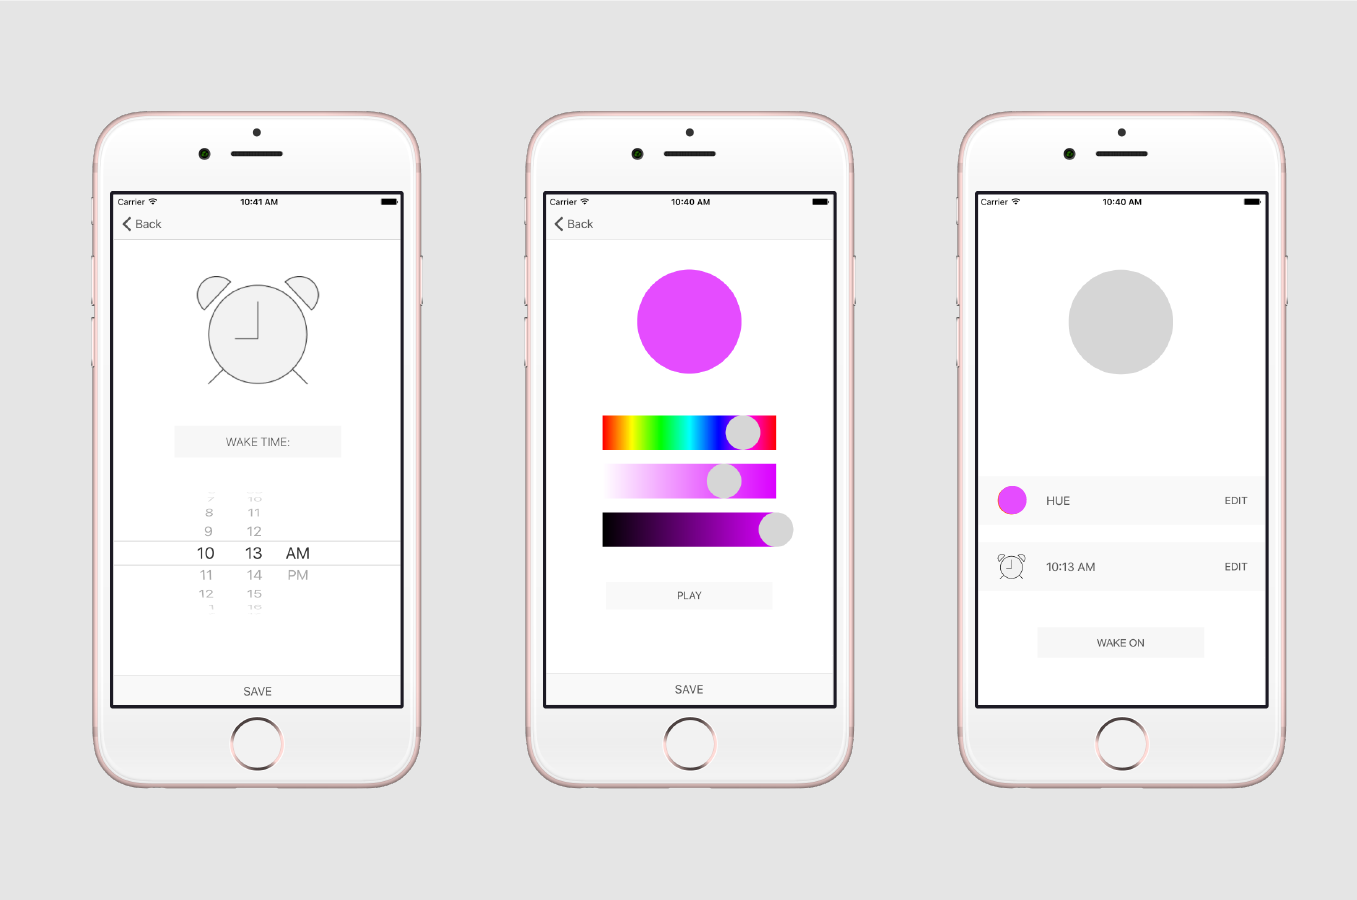 Carrier 10:41 AM
Back
WAKE TIME:
7 10
8 11
9 12
10 13 AM
11 14 PM
12 15
1
SAVE
Carrier 10:40 AM
Back
PLAY
SAVE
Carrier 10:40 AM
HUE EDIT
10:13 AM EDIT
WAKE ON